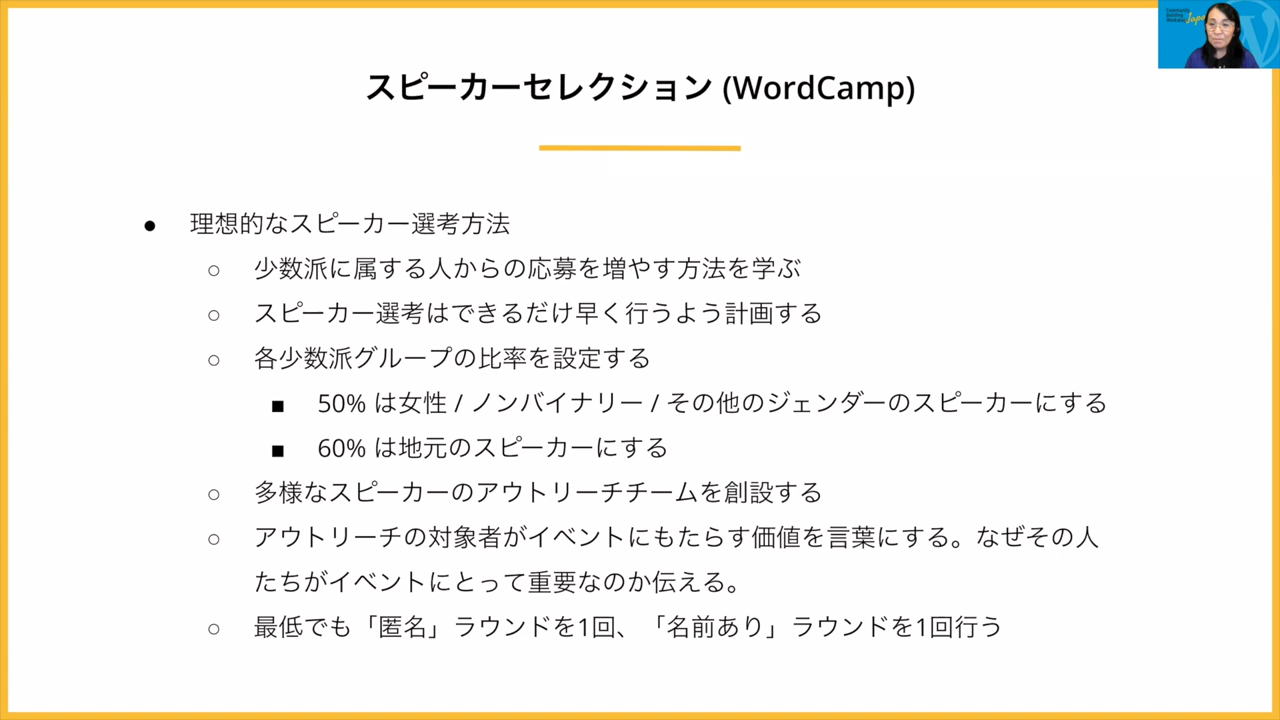 Community
Building
Workshop
Japan
スピーカーセレクション (WordCamp)
● 理想的なスピーカー選考方法
○ 少数派に属する人からの応募を増やす方法を学ぶ
○ スピーカー選考はできるだけ早く行うよう計画する
○ 各少数派グループの比率を設定する
■ 50% は女性 / ノンバイナリー / その他のジェンダーのスピーカーにする
■ 60% は地元のスピーカーにする
○ 多様なスピーカーのアウトリーチチームを創設する
○ アウトリーチの対象者がイベントにもたらす価値を言葉にする。なぜその人
たちがイベントにとって重要なのか伝える。
○ 最低でも「匿名」ラウンドを1回、「名前あり」ラウンドを1回行う